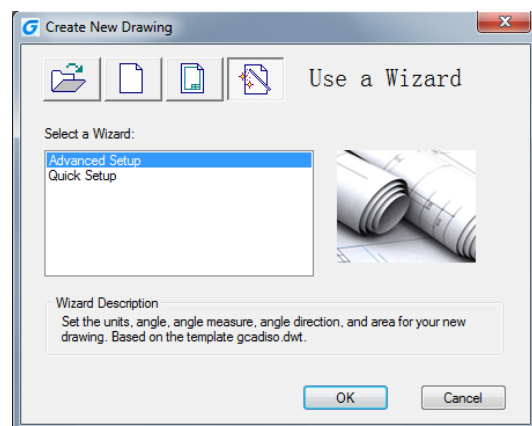 Create New Drawing
Use a Wizard
Select a Wizard:
Advanced Setup
Quick Setup
Wizard Description
Set the units, angle, angle measure, angle direction, and area for your new
drawing. Based on the template gcadiso.dwt.
OK
Cancel